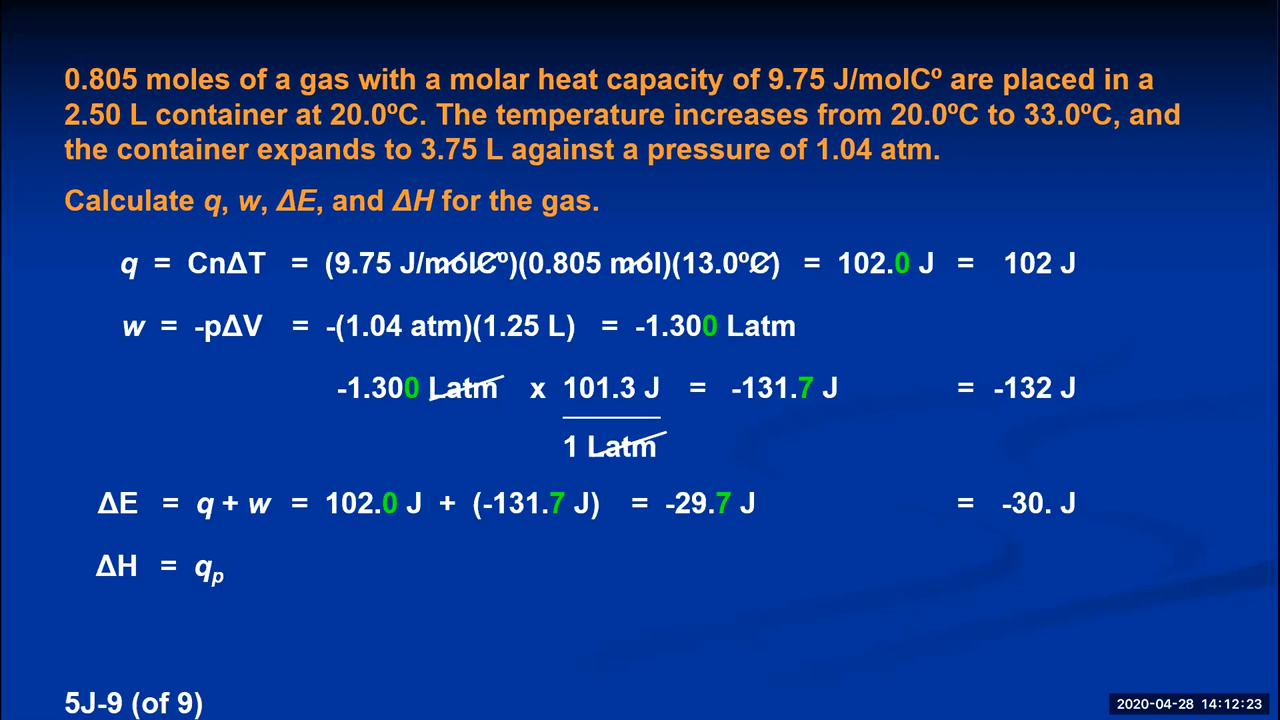 0.805 moles of a gas with a molar heat capacity of 9.75 J/molCº are placed in a
2.50 L container at 20.0ºC. The temperature increases from 20.0ºC to 33.0ºC, and
the container expands to 3.75 L against a pressure of 1.04 atm.
Calculate q, w, ΔE, and ΔH for the gas.
q = CnΔT = (9.75 J/molCº)(0.805 mol)(13.0ºC) = 102.0 J = 102 J
w = -pΔV = -(1.04 atm)(1.25 L) = -1.300 Latm
-1.300 Latm x 101.3 J = -131.7 J = -132 J
1 Latm
ΔE = q + w = 102.0 J + (-131.7 J) = -29.7 J = -30. J
ΔH = qp
5J-9 (of 9)
2020-04-28 14:12:23